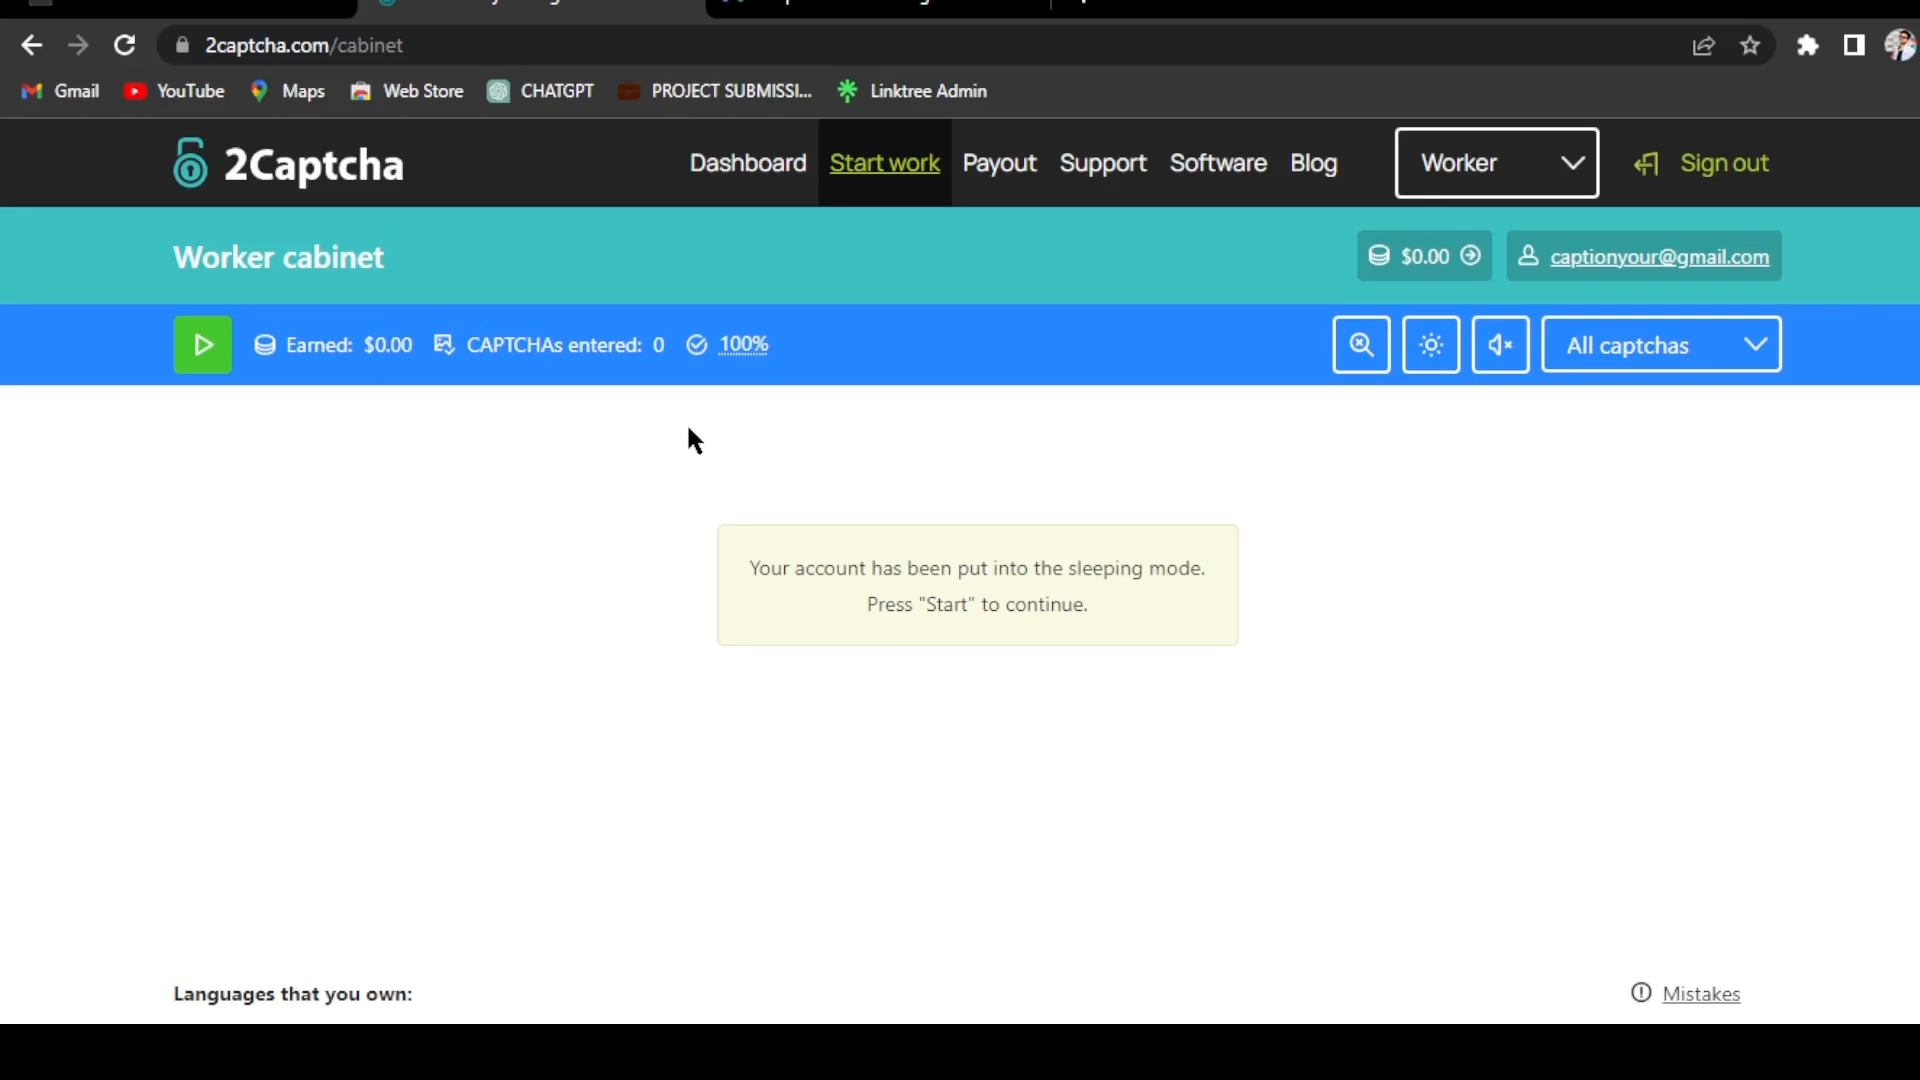 2captcha.com/cabinet
Gmail YouTube Maps Web Store CHATGPT PROJECT SUBMISSI... Linktree Admin
2Captcha Dashboard Start work Payout Support Software Blog Worker Sign out
Worker cabinet $0.00 captionyour@gmail.com
Earned: $0.00 CAPTCHAs entered: 0 100% All captchas
Your account has been put into the sleeping mode.
Press "Start" to continue.
Languages that you own: Mistakes